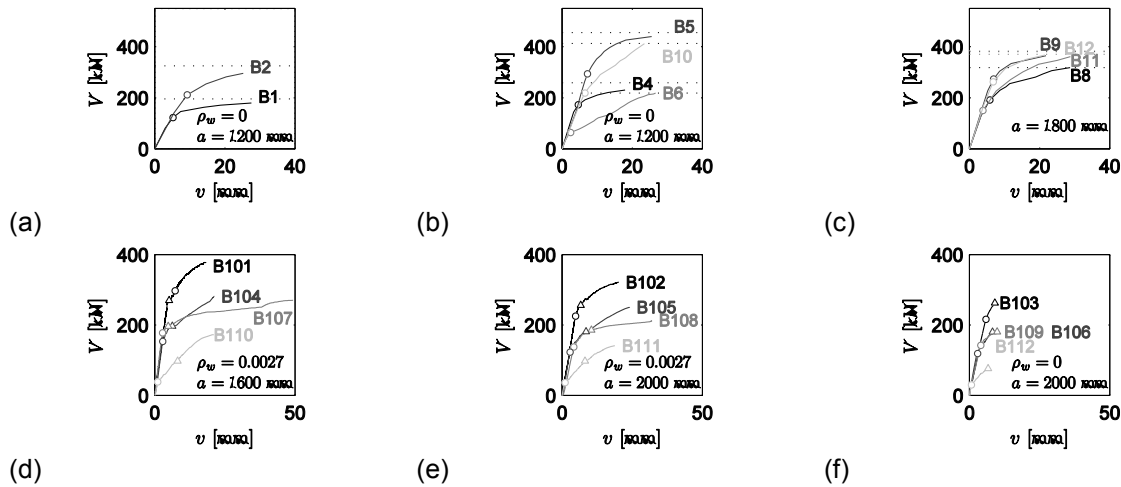 V [kN]
400
200
0
B2
B1
ρw = 0
a = 1200 mm
0 20 40
v [mm]
(a)
V [kN]
400
200
0
B5
B10
B4
B6
ρw = 0
a = 1200 mm
0 20 40
v [mm]
(b)
V [kN]
400
200
0
B9
B12
B11
B8
a = 1800 mm
0 20 40
v [mm]
(c)
V [kN]
400
200
0
B101
B104
B107
B110
ρw = 0.0027
a = 1600 mm
0 50
v [mm]
(d)
V [kN]
400
200
0
B102
B105
B108
B111
ρw = 0.0027
a = 2000 mm
0 50
v [mm]
(e)
V [kN]
400
200
0
B103
B109 B106
B112
ρw = 0
a = 2000 mm
0 50
v [mm]
(f)